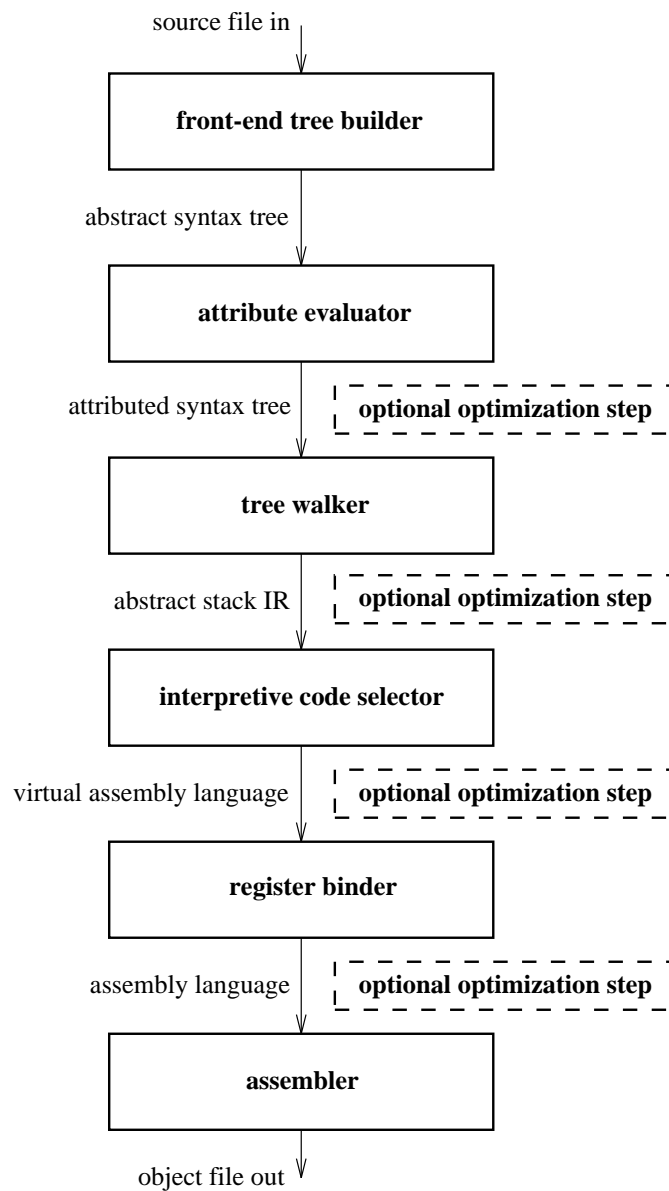 source file in
front-end tree builder
abstract syntax tree
attribute evaluator
attributed syntax tree
optional optimization step
tree walker
abstract stack IR
optional optimization step
interpretive code selector
virtual assembly language
optional optimization step
register binder
assembly language
optional optimization step
assembler
object file out